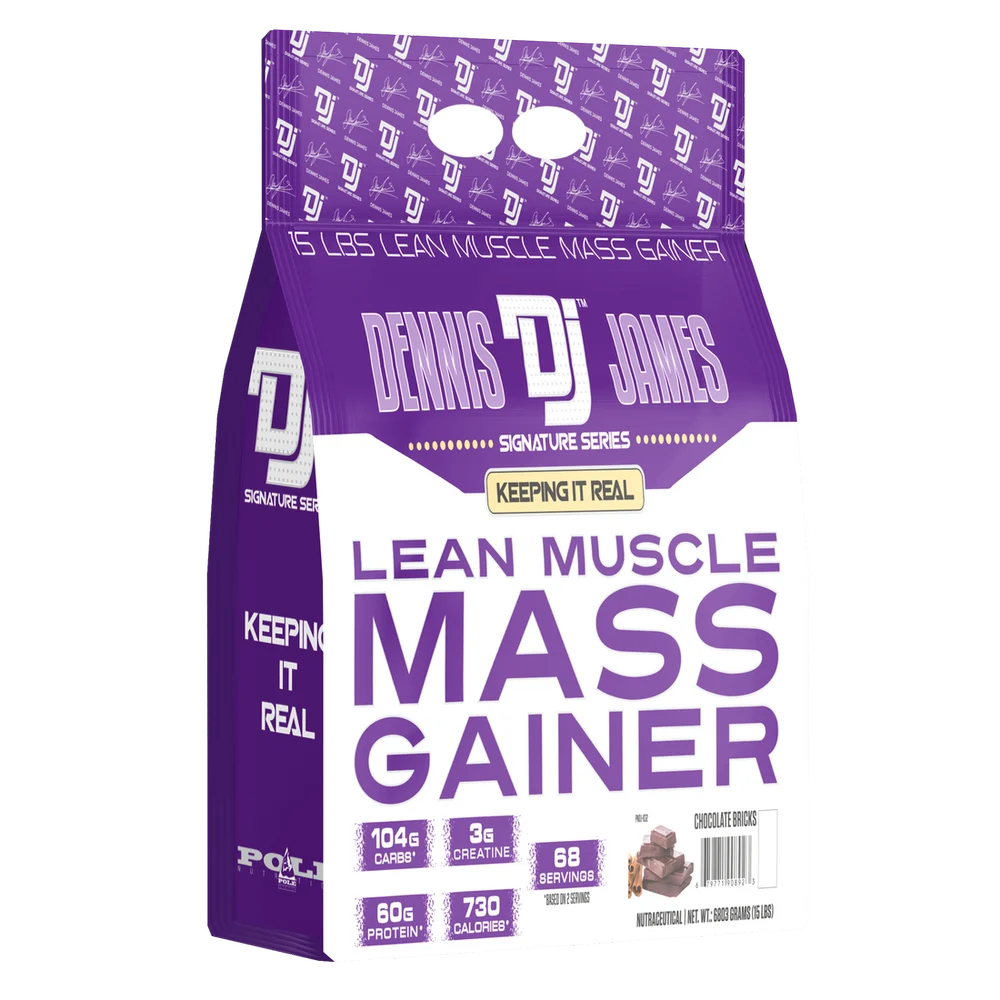 15 LBS LEAN MUSCLE MASS GAINER
DENNIS DJ™ JAMES
SIGNATURE SERIES
KEEPING IT REAL
LEAN MUSCLE
MASS
GAINER
104G
CARBS*
3G
CREATINE
60G
PROTEIN*
730
CALORIES*
68
SERVINGS
*BASED ON 2 SERVINGS
CHOCOLATE BRICKS
NUTRACEUTICAL | NET. WT.: 6803 GRAMS (15 LBS)
DJ
SIGNATURE SER
KEEPING
IT
REAL
POLE